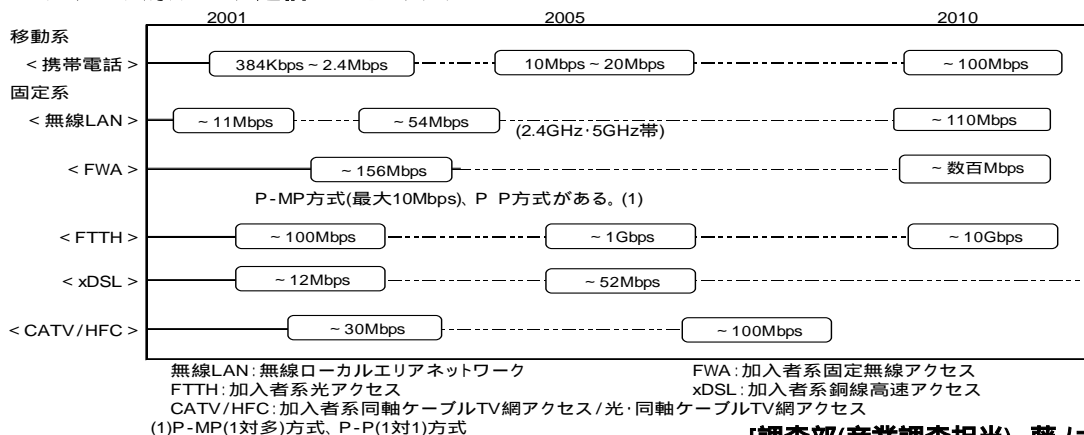 2001 2005 2010
移動系
<携帯電話> 384Kbps~2.4Mbps 10Mbps~20Mbps ~100Mbps
固定系
<無線LAN> ~11Mbps ~54Mbps (2.4GHz・5GHz帯) ~110Mbps
<FWA> ~156Mbps ~数百Mbps
P-MP方式(最大10Mbps)、P P方式がある。(1)
<FTTH> ~100Mbps ~1Gbps ~10Gbps
<xDSL> ~12Mbps ~52Mbps
<CATV/HFC> ~30Mbps ~100Mbps
無線LAN:無線ローカルエリアネットワーク FWA:加入者系固定無線アクセス
FTTH:加入者系光アクセス xDSL:加入者系銅線高速アクセス
CATV/HFC:加入者系同軸ケーブルTV網アクセス/光・同軸ケーブルTV網アクセス
(1)P-MP(1対多)方式、P-P(1対1)方式